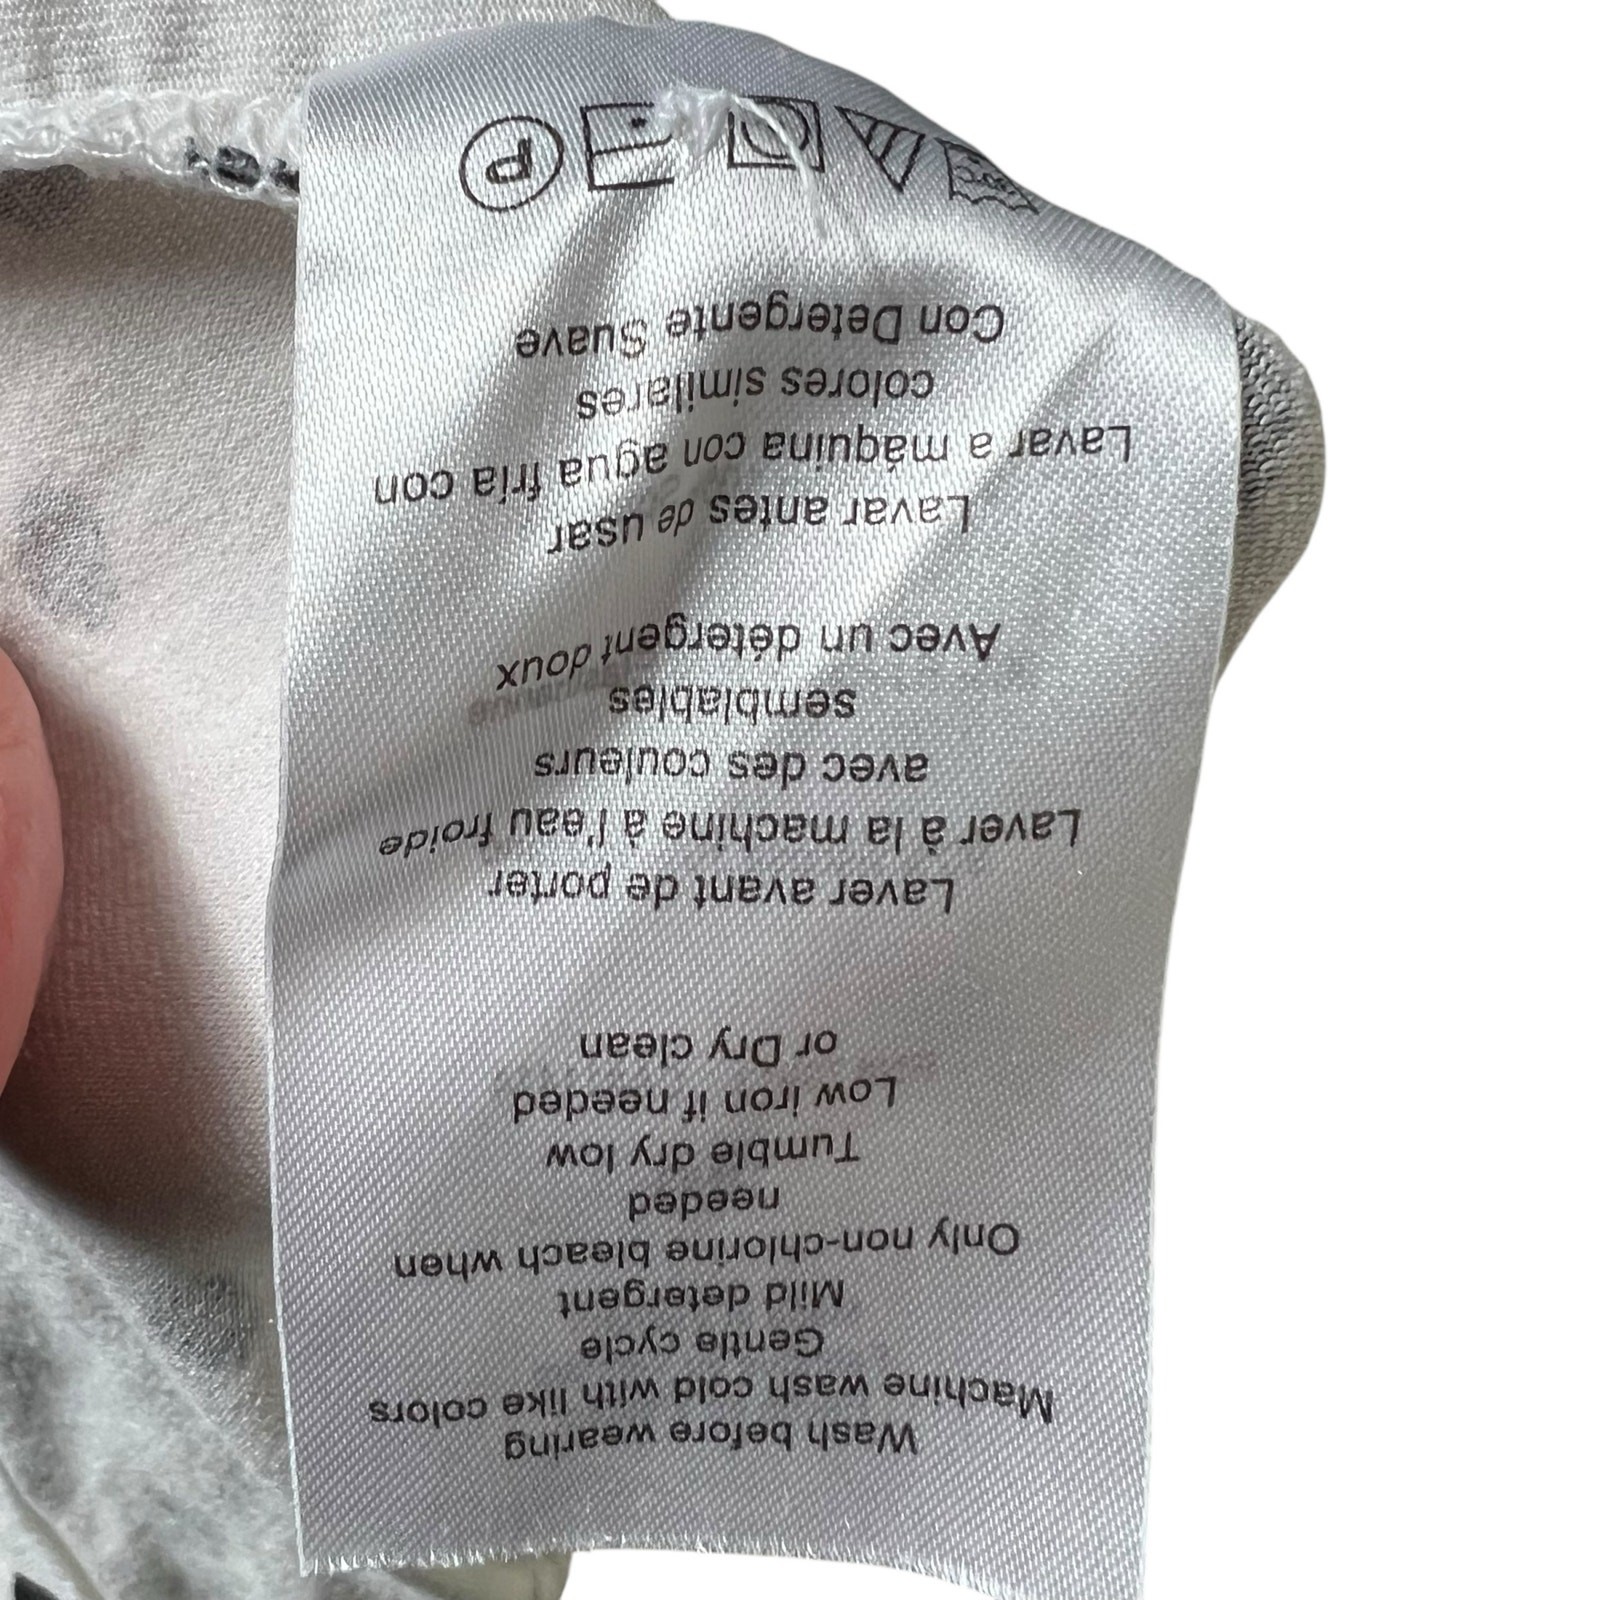 Wash before wearing
Machine wash cold with like colors
Gentle cycle
Mild detergent
Only non-chlorine bleach when
needed
Tumble dry low
Low iron if needed
or Dry clean
Laver avant de porter
Laver à la machine à l'eau froide
avec des couleurs
semblables
Avec un détergent doux
Lavar antes de usar
Lavar a máquina con agua fría con
colores similares
Con Detergente Suave
P